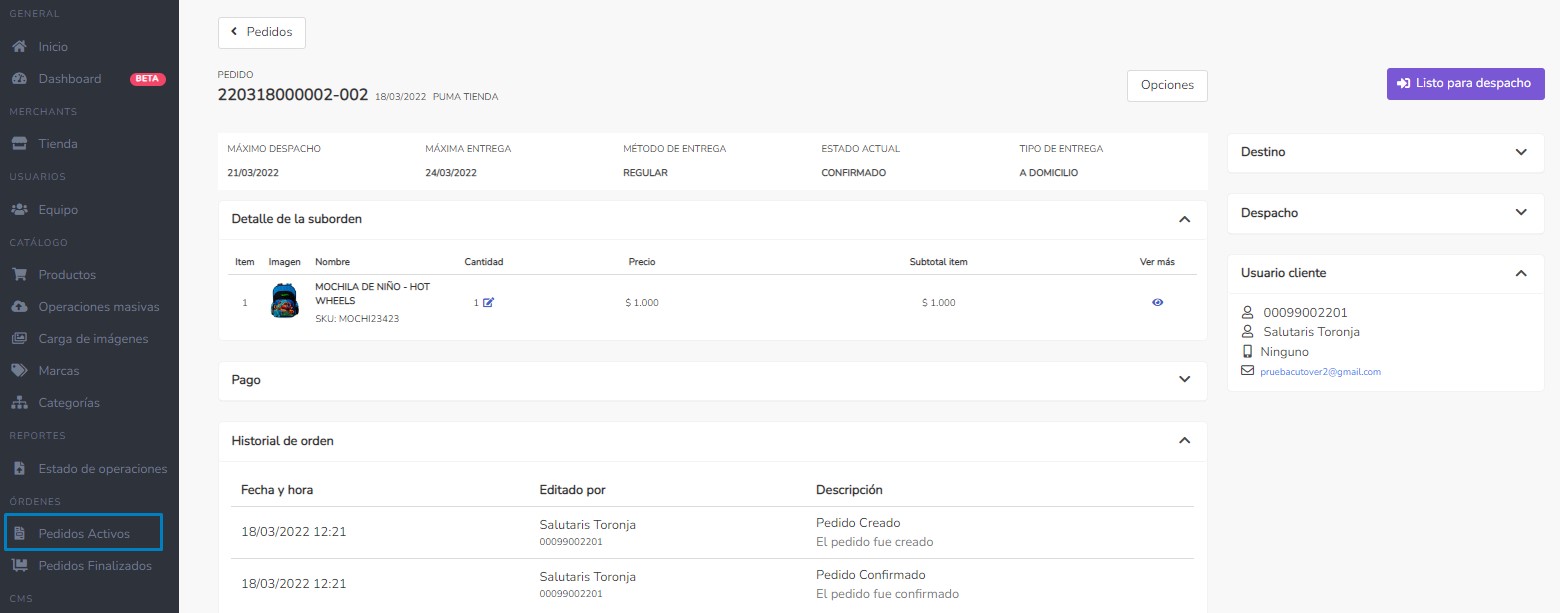 GENERAL
Inicio
Dashboard BETA
MERCHANTS
Tienda
USUARIOS
Equipo
CATÁLOGO
Productos
Operaciones masivas
Carga de imágenes
Marcas
Categorías
REPORTES
Estado de operaciones
ÓRDENES
Pedidos Activos
Pedidos Finalizados
CMS
Pedidos
PEDIDO
220318000002-002 18/03/2022 PUMA TIENDA
Opciones
Listo para despacho
MÁXIMO DESPACHO MÁXIMA ENTREGA MÉTODO DE ENTREGA ESTADO ACTUAL TIPO DE ENTREGA
21/03/2022 24/03/2022 REGULAR CONFIRMADO A DOMICILIO
Detalle de la suborden
Item Imagen Nombre Cantidad Precio Subtotal item Ver más
1 MOCHILA DE NIÑO - HOT 1 $ 1.000 $ 1.000
WHEELS
SKU: MOCHI23423
Pago
Historial de orden
Fecha y hora Editado por Descripción
18/03/2022 12:21 Salutaris Toronja Pedido Creado
00099002201 El pedido fue creado
18/03/2022 12:21 Salutaris Toronja Pedido Confirmado
00099002201 El pedido fue confirmado
Destino
Despacho
Usuario cliente
00099002201
Salutaris Toronja
Ninguno
pruebacutover2@gmail.com